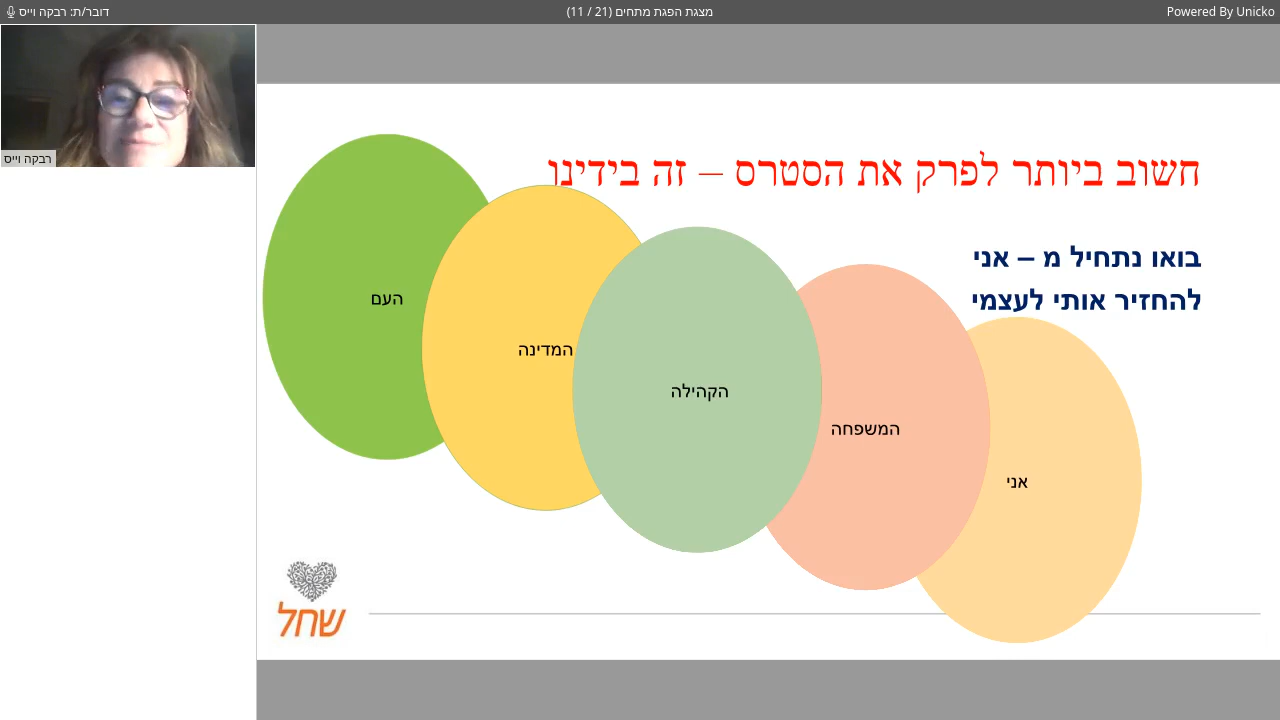 דובר/ת: רבקה וייס
מצגת הפגת מתחים (21 / 11)
Powered By Unicko
רבקה וייס
חשוב ביותר לפרק את הסטרס – זה בידינו
בואו נתחיל מ – אני
להחזיר אותי לעצמי
העם
המדינה
הקהילה
המשפחה
אני
שחל